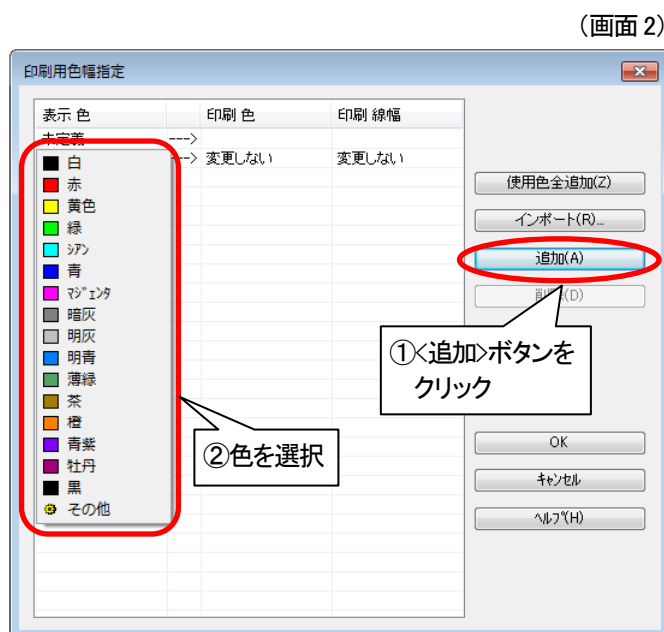 （画面 2）
印刷用色幅指定
表示 色 印刷 色 印刷 線幅
未定義 --->
---> 変更しない 変更しない
白
赤
黄色
緑
ｼｱﾝ
青
ﾏｼﾞｪﾝﾀ
暗灰
明灰
明青
薄緑
茶
橙
青紫
牡丹
黒
その他
使用色全追加(Z)
インポート(R)...
追加(A)
削除(D)
①<追加>ボタンを
クリック
②色を選択
OK
ｷｬﾝｾﾙ
ﾍﾙﾌﾟ(H)